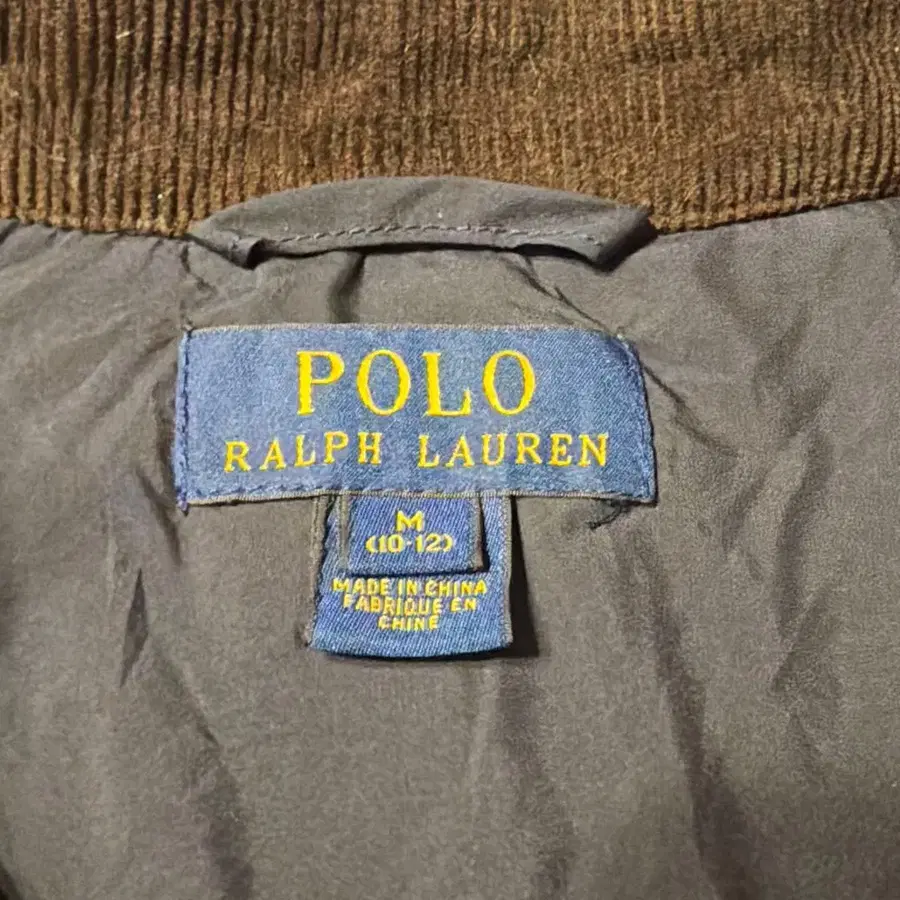 POLO
RALPH LAUREN
M
(10-12)
MADE IN CHINA
FABRIQUE EN
CHINE